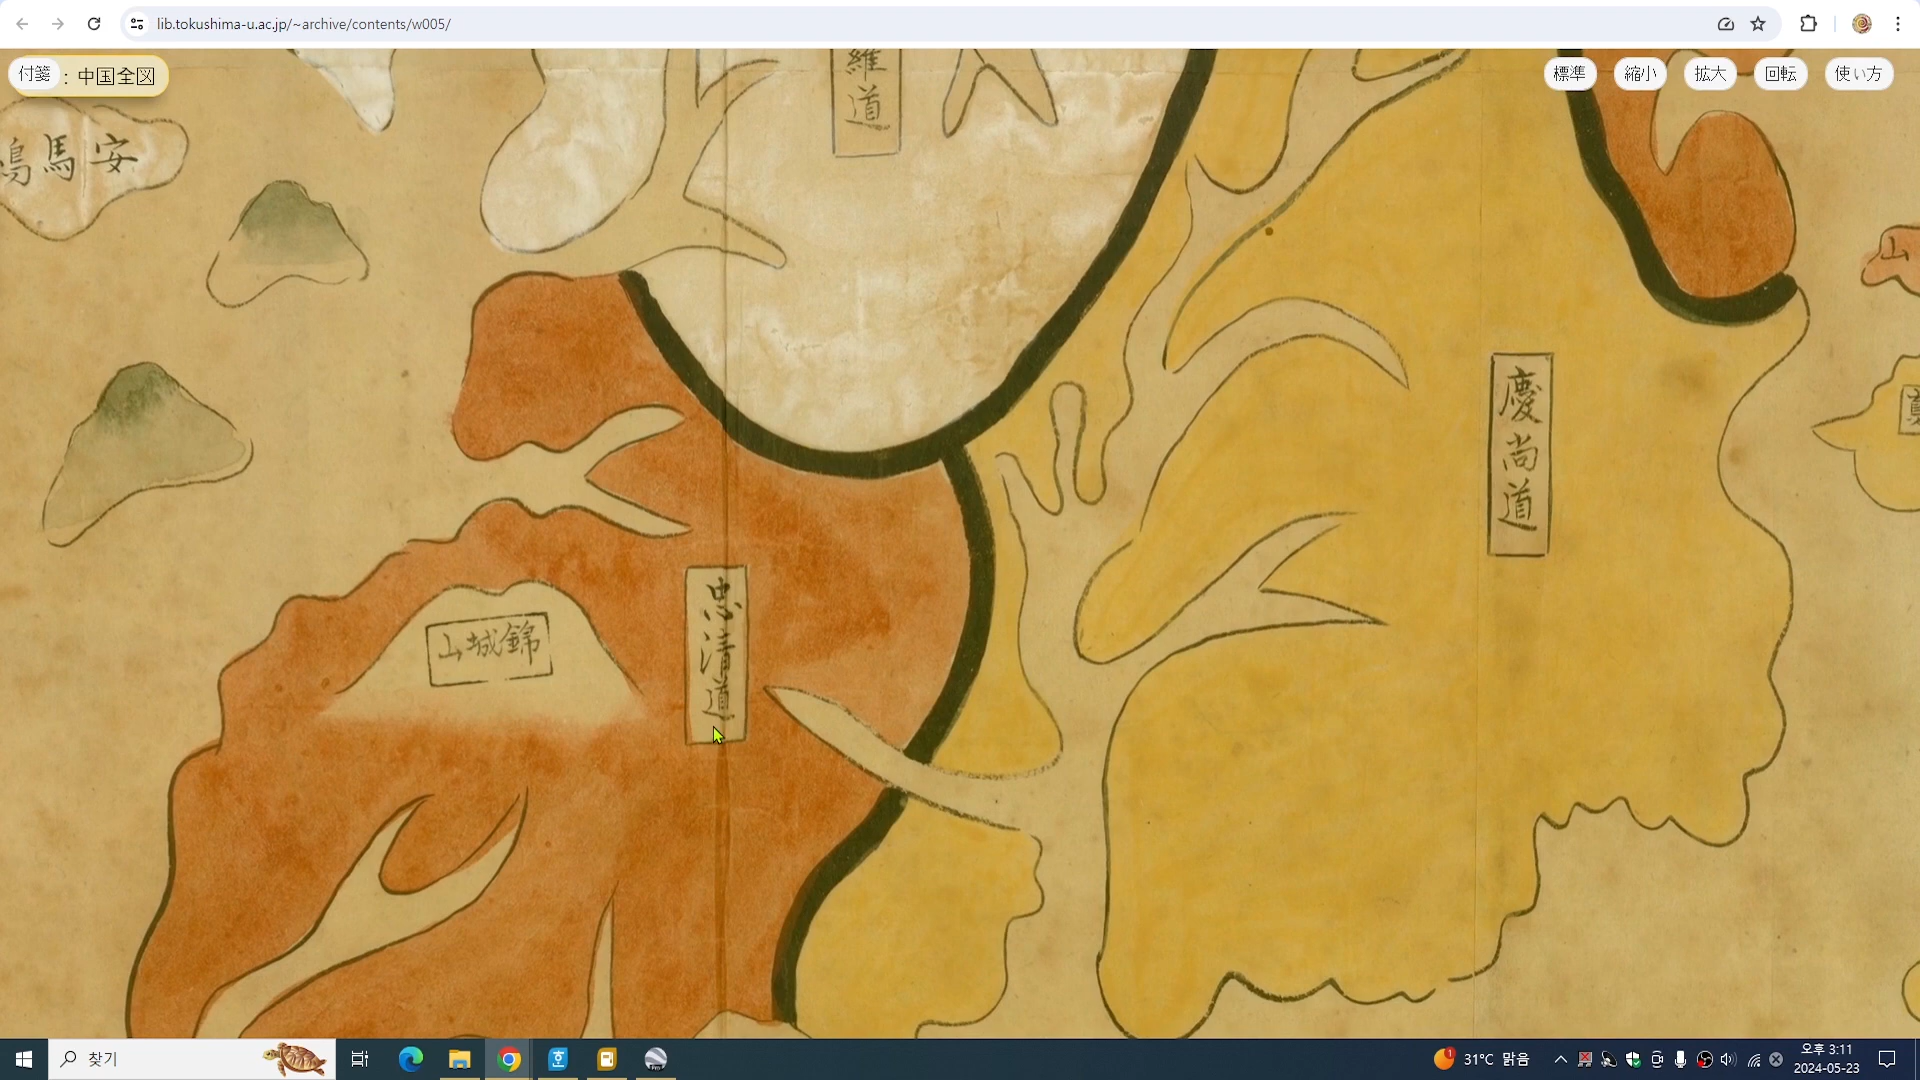 lib.tokushima-u.ac.jp/~archive/contents/w005/
付箋 : 中国全図
標準 縮小 拡大 回転 使い方
羅道
安馬島
慶尚道
山
忠清道
錦城山
찾기
31°C 맑음
오후 3:11
2024-05-23